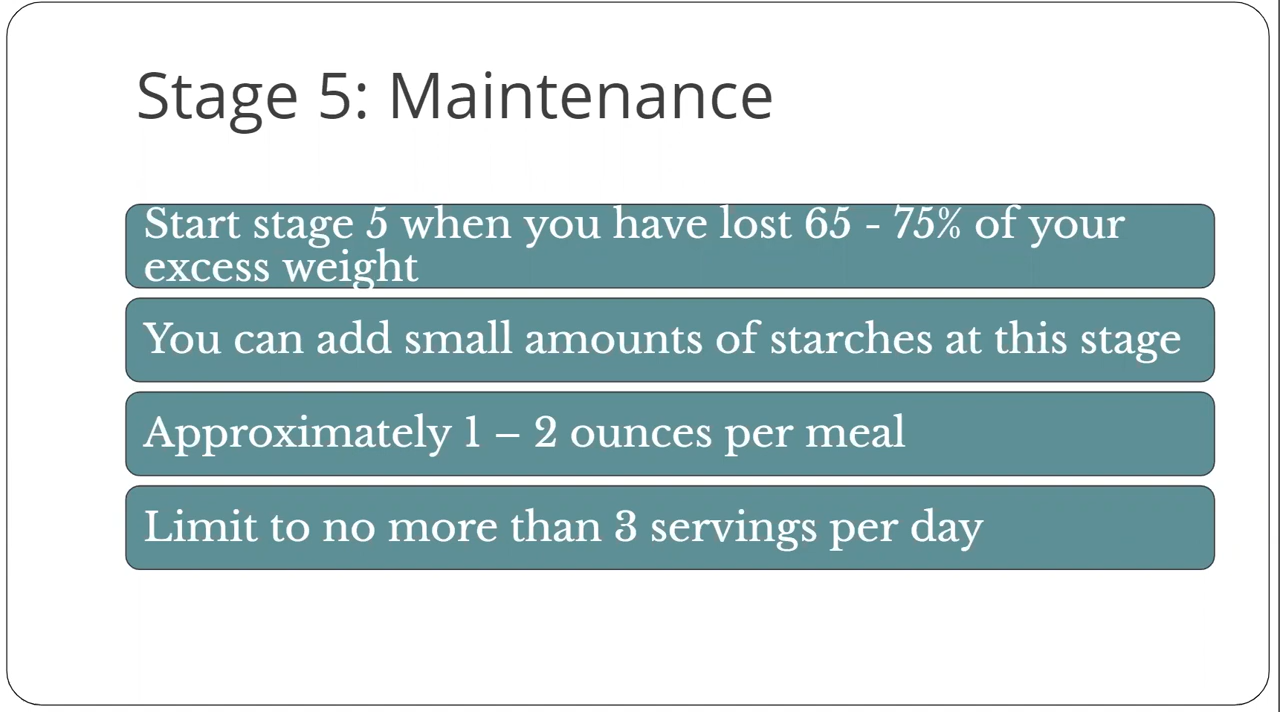 Stage 5: Maintenance
Start stage 5 when you have lost 65 - 75% of your
excess weight
You can add small amounts of starches at this stage
Approximately 1 – 2 ounces per meal
Limit to no more than 3 servings per day